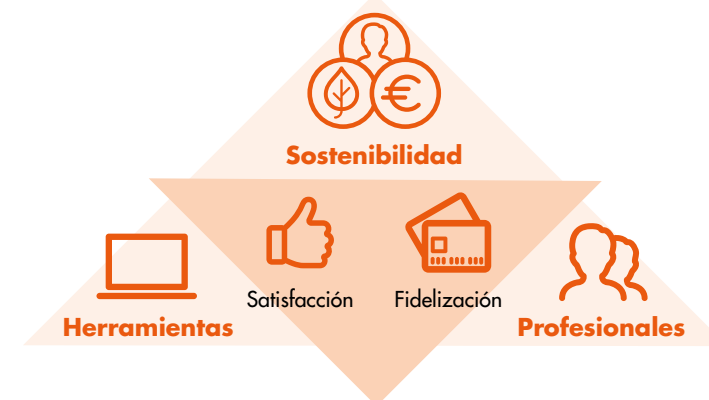 Sostenibilidad
Satisfacción
Fidelización
Herramientas
Profesionales